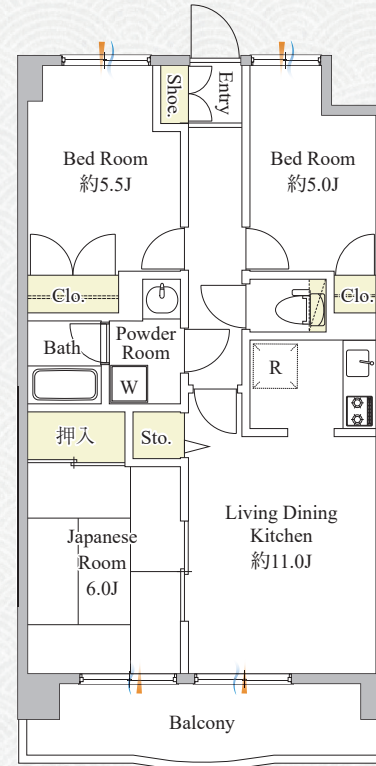 Shoe.
Entry
Bed Room
約5.5J
Bed Room
約5.0J
Clo.
Clo.
Bath
Powder
Room
W
R
押入
Sto.
Japanese
Room
6.0J
Living Dining
Kitchen
約11.0J
Balcony